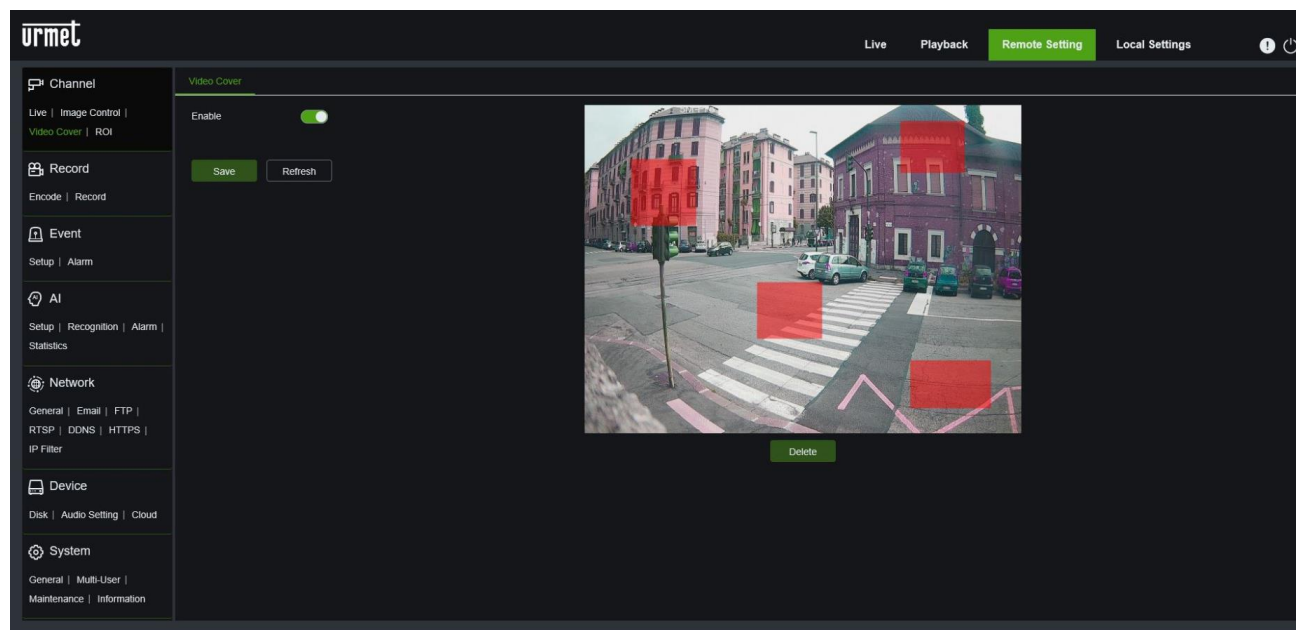 urmet
Live Playback Remote Setting Local Settings
Channel
Live | Image Control |
Video Cover | ROI
Record
Encode | Record
Event
Setup | Alarm
AI
Setup | Recognition | Alarm |
Statistics
Network
General | Email | FTP |
RTSP | DDNS | HTTPS |
IP Filter
Device
Disk | Audio Setting | Cloud
System
General | Multi-User |
Maintenance | Information
Video Cover
Enable
Save Refresh
Delete